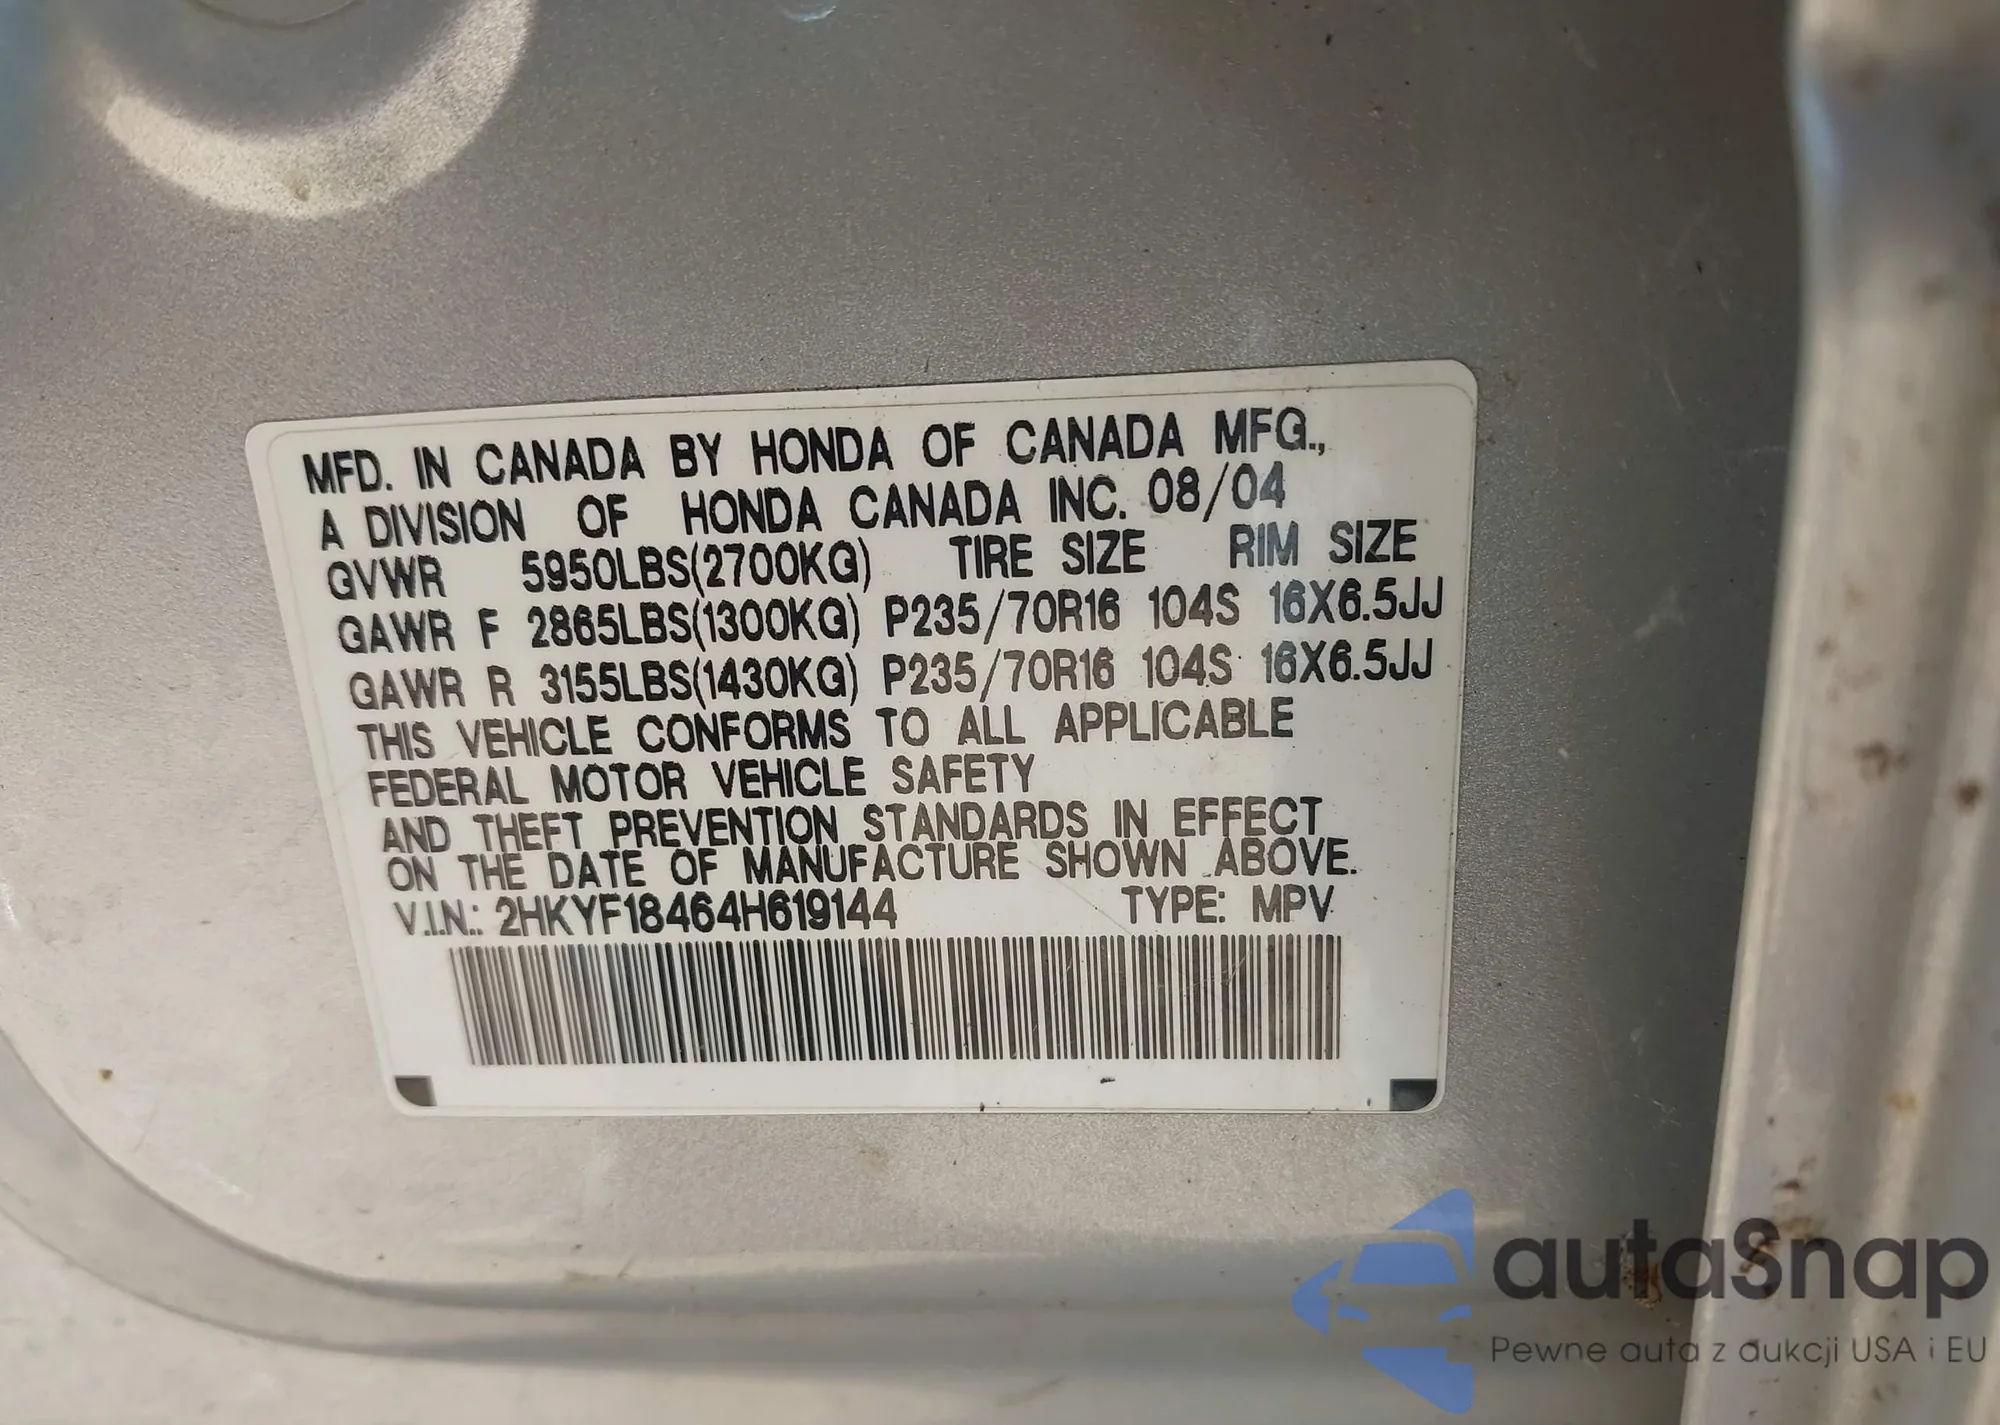 MFD. IN CANADA BY HONDA OF CANADA MFG.,
A DIVISION OF HONDA CANADA INC. 08/04
GVWR 5950LBS(2700KG) TIRE SIZE RIM SIZE
GAWR F 2865LBS(1300KG) P235/70R16 104S 16X6.5JJ
GAWR R 3155LBS(1430KG) P235/70R16 104S 16X6.5JJ
THIS VEHICLE CONFORMS TO ALL APPLICABLE
FEDERAL MOTOR VEHICLE SAFETY
AND THEFT PREVENTION STANDARDS IN EFFECT
ON THE DATE OF MANUFACTURE SHOWN ABOVE.
V.I.N.: 2HKYF18464H619144 TYPE: MPV
autaSnap
Pewne auta z aukcji USA i EU